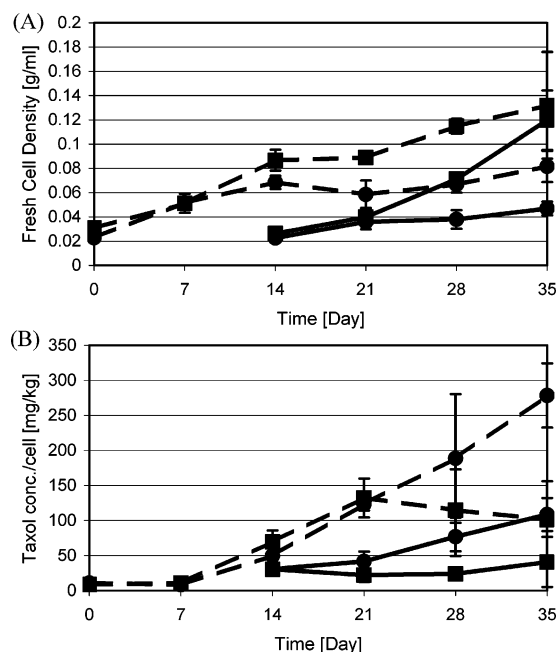 (A)
Fresh Cell Density [g/ml]
0.2
0.18
0.16
0.14
0.12
0.1
0.08
0.06
0.04
0.02
0
0 7 14 21 28 35
Time [Day]
(B)
Taxol conc./cell [mg/kg]
350
300
250
200
150
100
50
0
0 7 14 21 28 35
Time [Day]